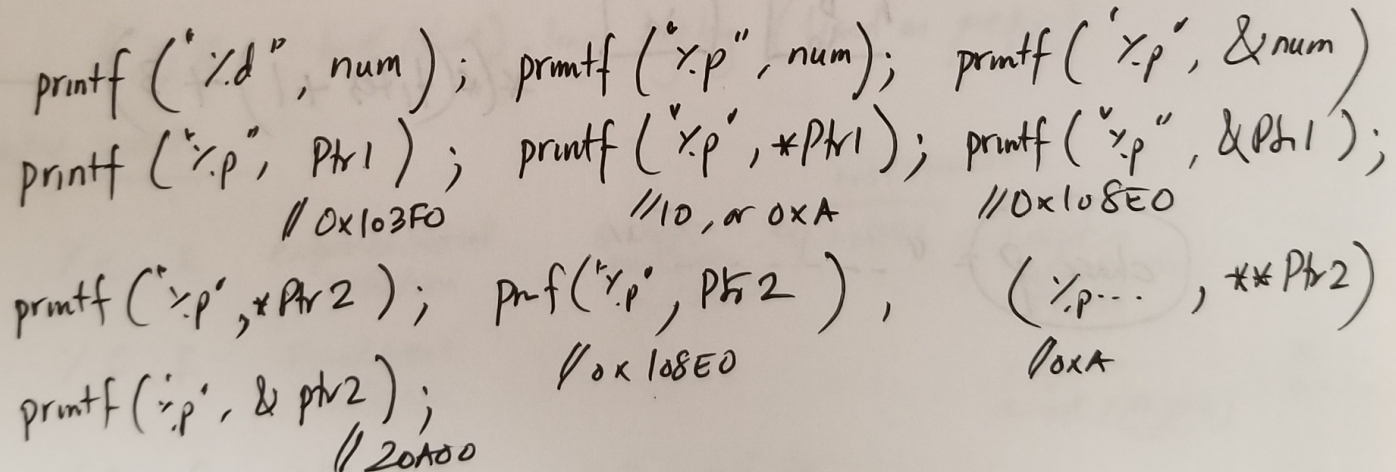 printf ("%d", num); printf ("%p", num); printf ("%p", &num)
printf ("%p", Ptr1); printf ("%p", *Ptr1); printf ("%p", &Ptr1);
//0x103F0 //10, or 0xA //0x108E0
printf ("%p", *Ptr2); pnf("%p", Ptr2), (%p... , **Ptr2)
//0x108E0 //0xA
printf ("%p", & ptr2);
//20A00